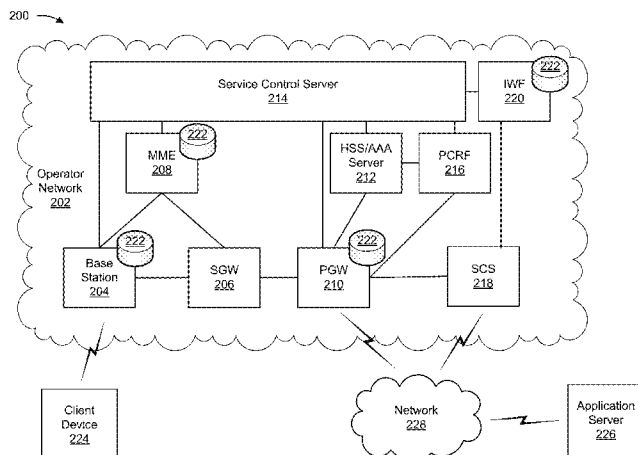 200
222
Service Control Server
214
IWF
220
222
MME
208
HSS/AAA
Server
212
PCRF
216
Operator
Network
202
222
Base
Station
204
SGW
206
222
PGW
210
SCS
218
Client
Device
224
Network
228
Application
Server
226